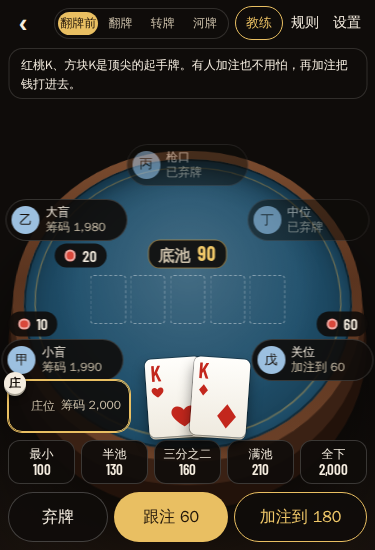 翻牌前 翻牌 转牌 河牌 教练 规则 设置
红桃K、方块K是顶尖的起手牌。有人加注也不用怕，再加注把
钱打进去。
丙 枪口
已弃牌
乙 大盲
筹码 1,980
丁 中位
已弃牌
20
底池 90
10
60
甲 小盲
筹码 1,990
戊 关位
加注到 60
K
K
庄
庄位 筹码 2,000
最小
100
半池
130
三分之二
160
满池
210
全下
2,000
弃牌
跟注 60
加注到 180